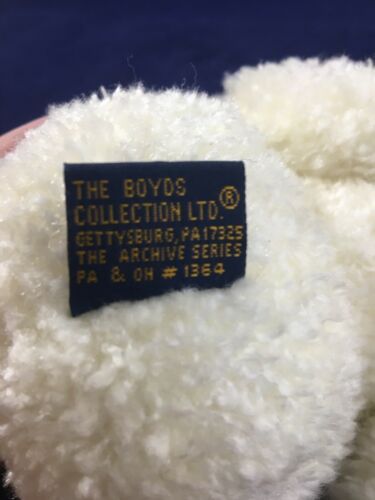 THE BOYDS
COLLECTION LTD.®
GETTYSBURG, PA 17325
THE ARCHIVE SERIES
PA & OH # 1364